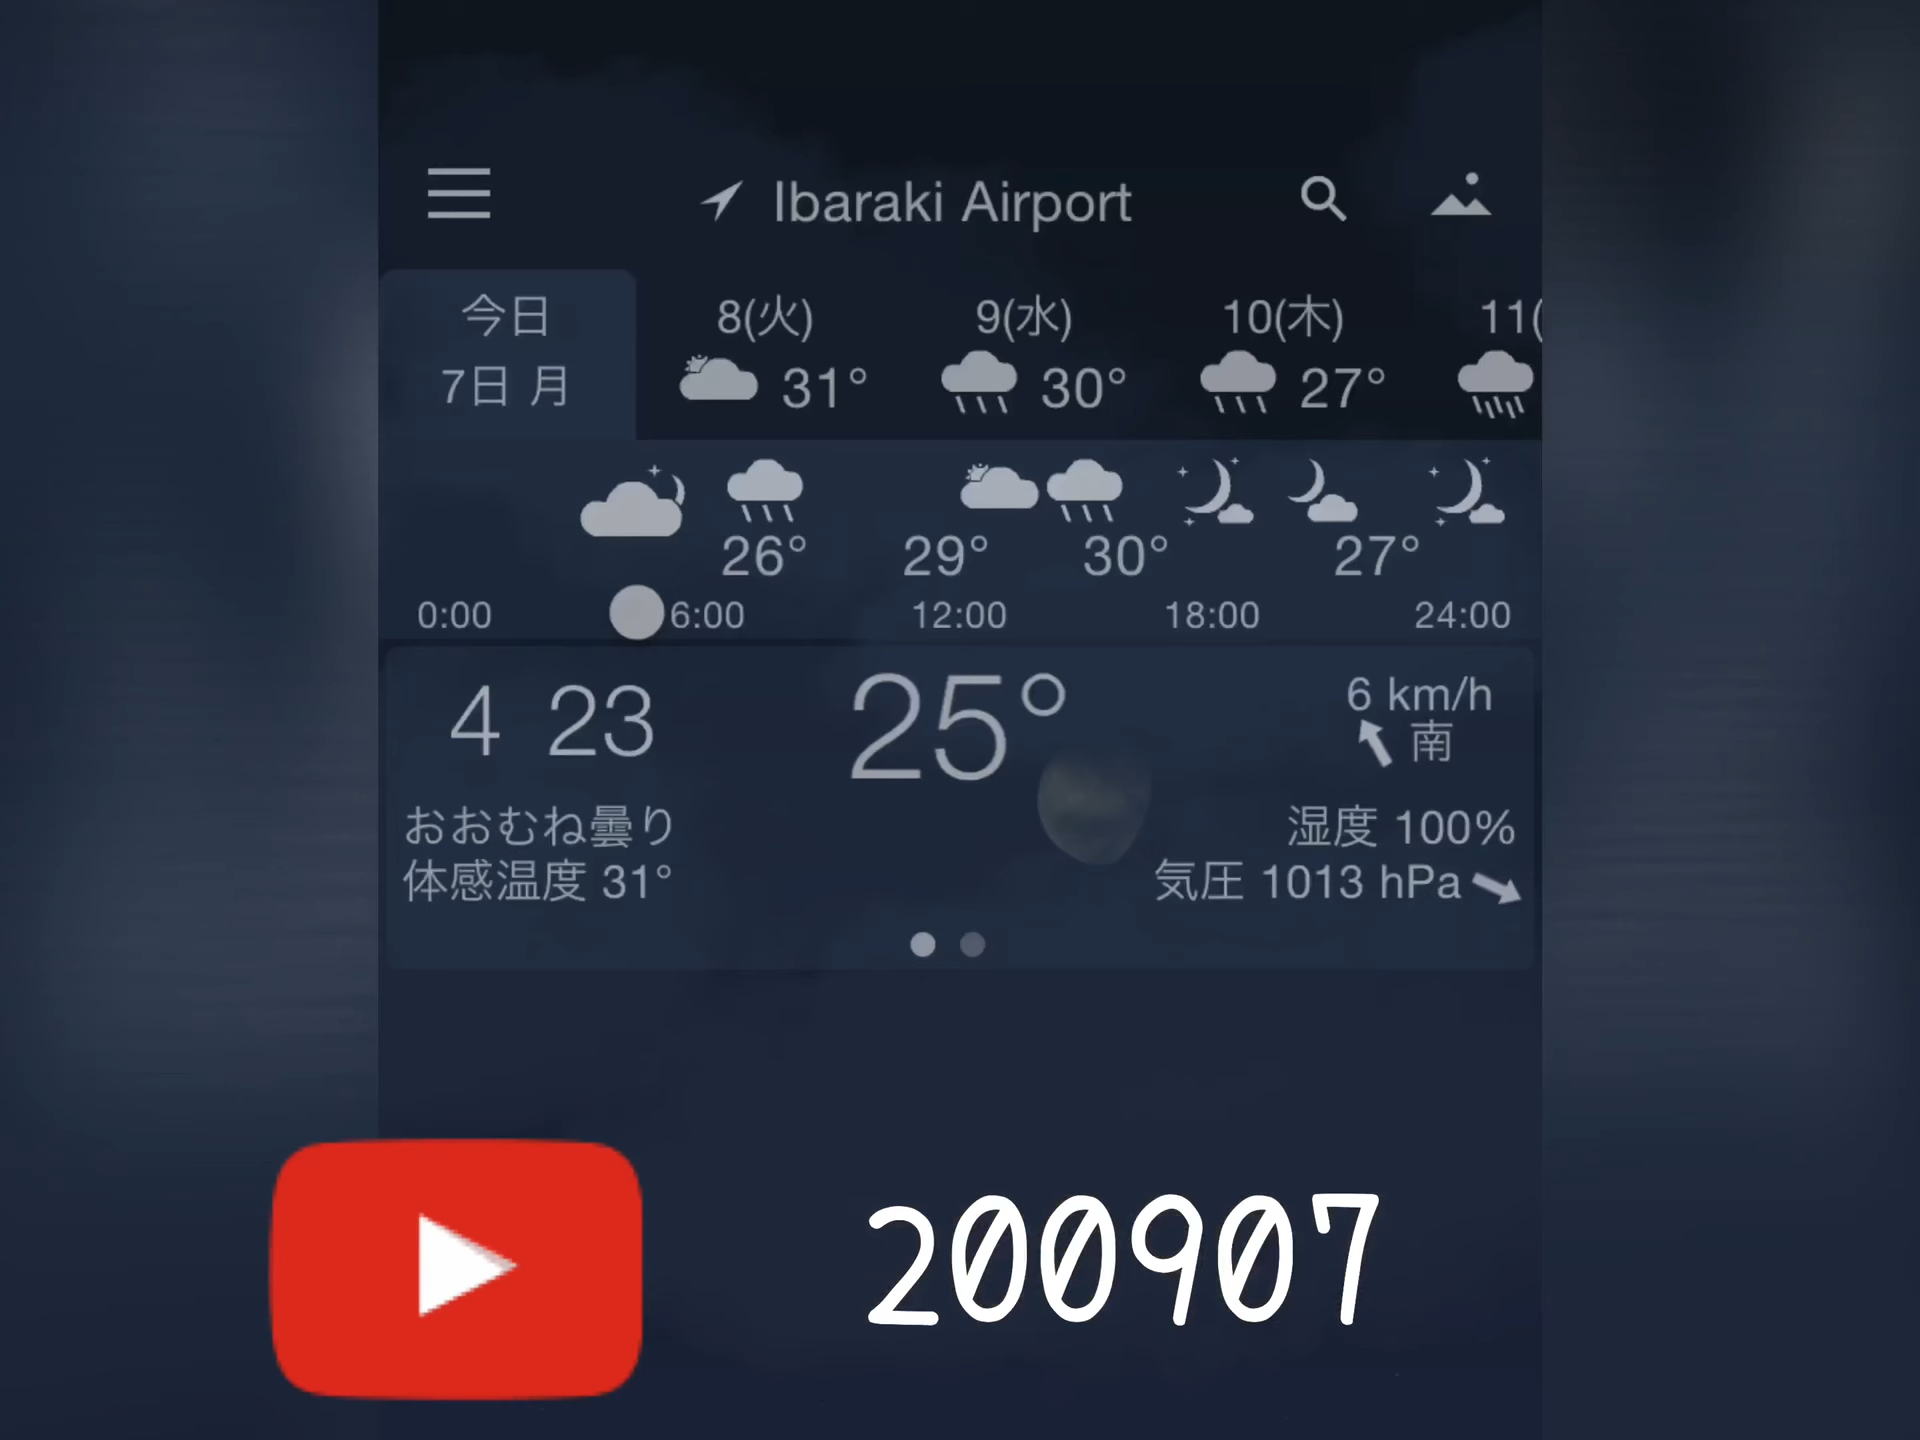 Ibaraki Airport
今日
7日 月
8(火)
31°
9(水)
30°
10(木)
27°
11(
26°
29°
30°
27°
0:00
6:00
12:00
18:00
24:00
4 23
25°
6 km/h
南
おおむね曇り
体感温度 31°
湿度 100%
気圧 1013 hPa
200907